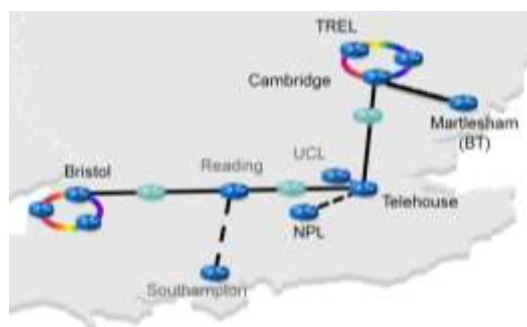 TREL
Cambridge
Martlesham
(BT)
UCL
Reading
Bristol
Telehouse
NPL
Southampton